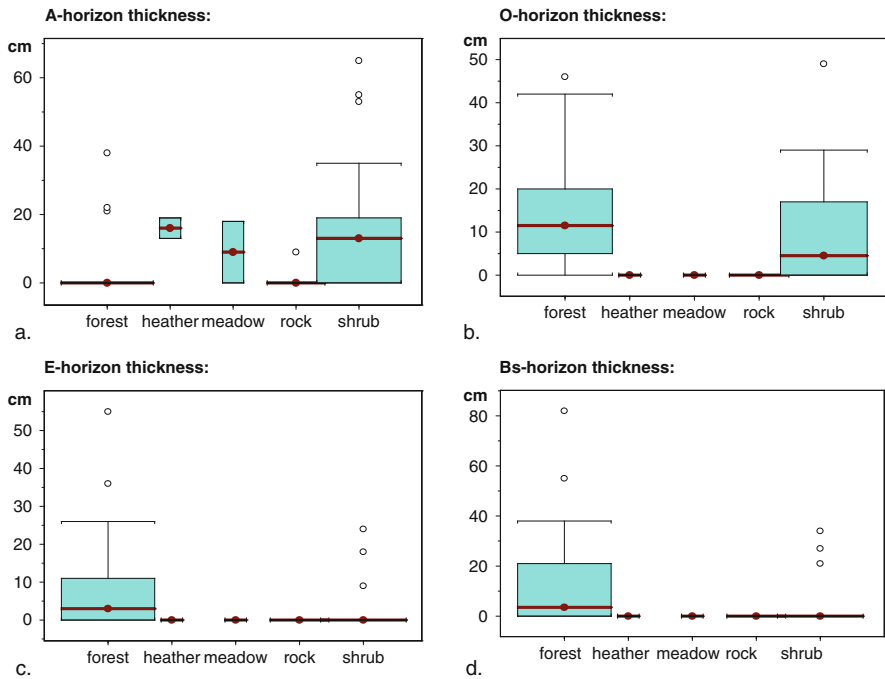 A-horizon thickness:
cm
60
40
20
0
forest heather meadow rock shrub
a.
O-horizon thickness:
cm
50
40
30
20
10
0
forest heather meadow rock shrub
b.
E-horizon thickness:
cm
50
40
30
20
10
0
forest heather meadow rock shrub
c.
Bs-horizon thickness:
cm
80
60
40
20
0
forest heather meadow rock shrub
d.